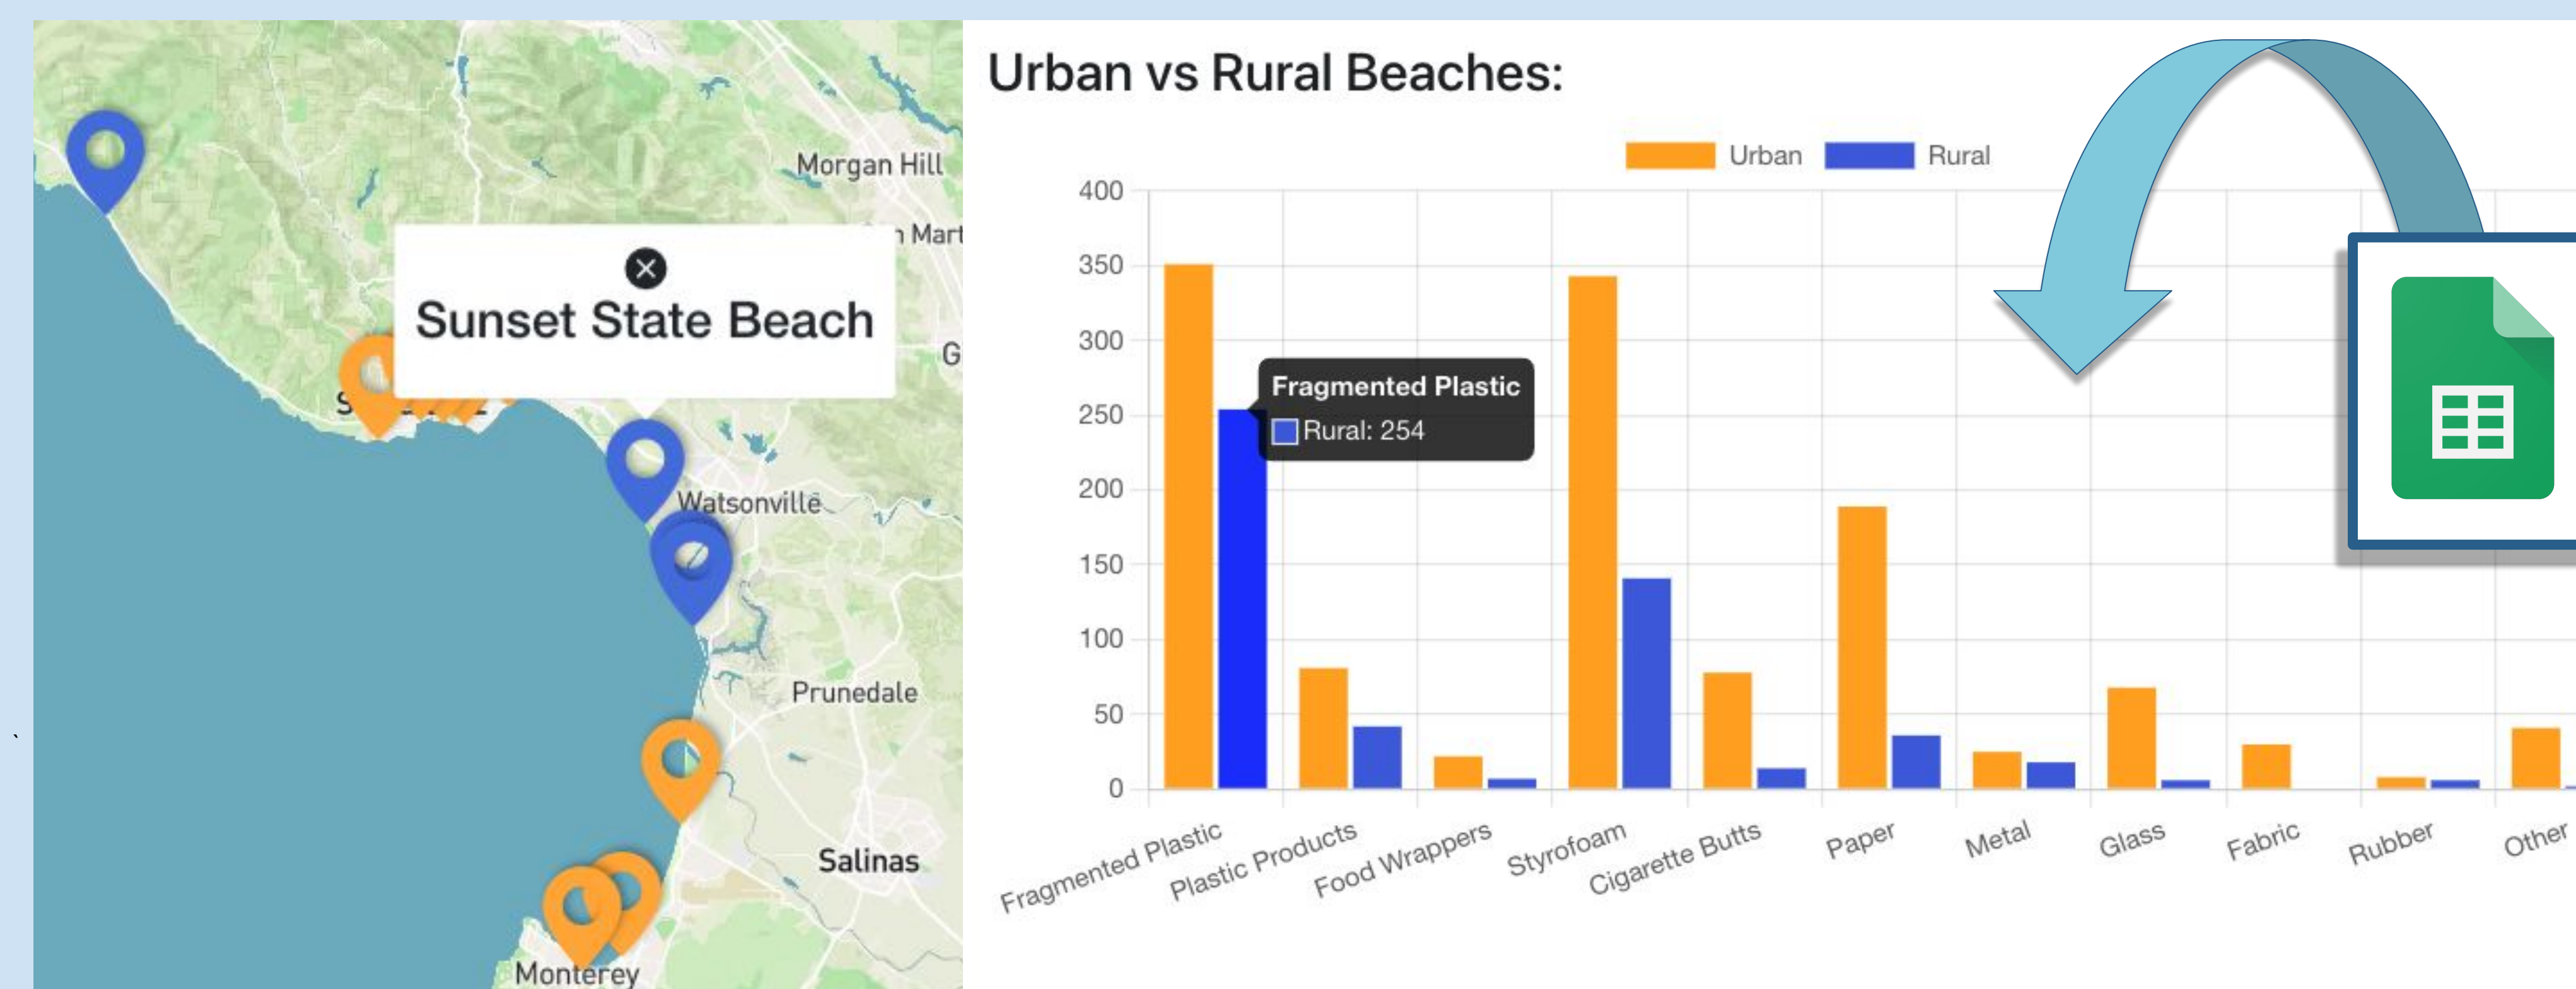 Morgan Hill
Sunset State Beach
Watsonville
Prunedale
Salinas
Monterey
Urban vs Rural Beaches:
Urban Rural
400
350
300
250
200
150
100
50
0
Fragmented Plastic
Rural: 254
Fragmented Plastic
Plastic Products
Food Wrappers
Styrofoam
Cigarette Butts
Paper
Metal
Glass
Fabric
Rubber
Other